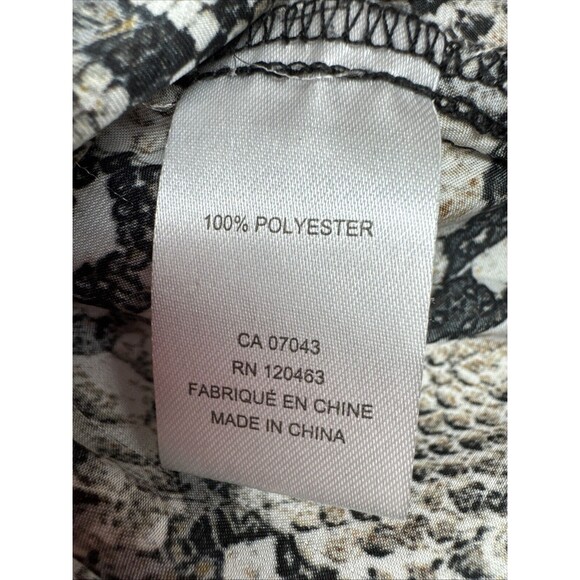 100% POLYESTER
CA 07043
RN 120463
FABRIQUÉ EN CHINE
MADE IN CHINA